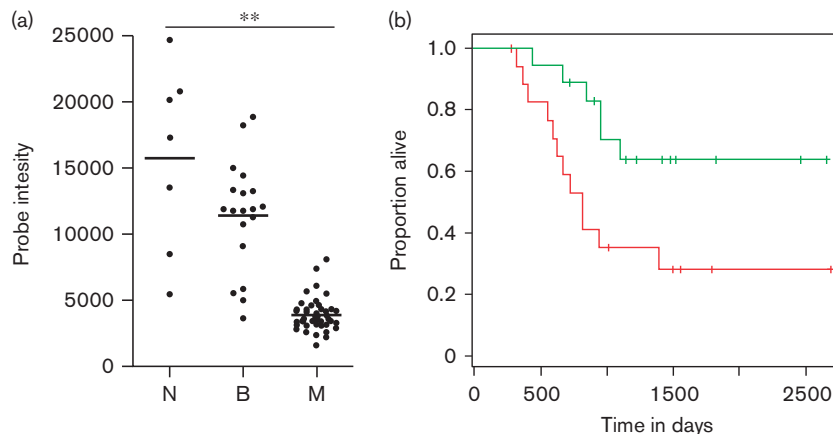 (a)
**
25000
20000
15000
10000
5000
0
Probe intesity
N B M
(b)
1.0
0.8
0.6
0.4
0.2
0
Proportion alive
0 500 1500 2500
Time in days